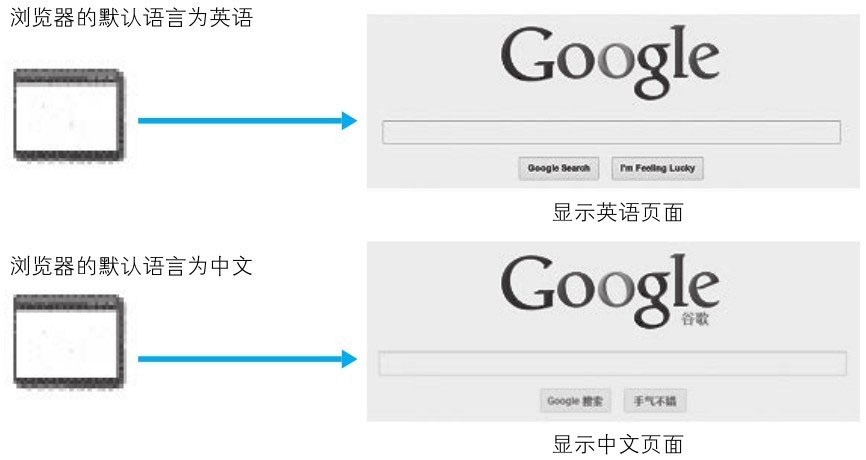 浏览器的默认语言为英语
Google
Google Search
I'm Feeling Lucky
显示英语页面
浏览器的默认语言为中文
Google
谷歌
Google 搜索
手气不错
显示中文页面